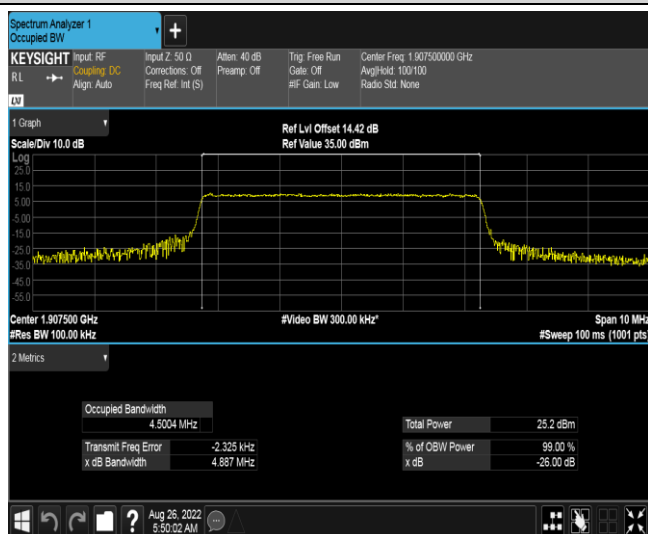 Spectrum Analyzer 1
Occupied BW
+
KEYSIGHT
RL
LXI
Input: RF
Coupling: DC
Align: Auto
Input Z: 50 Ω
Corrections: Off
Freq Ref: Int (S)
Atten: 40 dB
Preamp: Off
Trig: Free Run
Gate: Off
#IF Gain: Low
Center Freq: 1.907500000 GHz
Avg|Hold: 100/100
Radio Std: None
1 Graph
Scale/Div 10.0 dB
Ref Lvl Offset 14.42 dB
Ref Value 35.00 dBm
Log
25.0
15.0
5.00
-5.00
-15.0
-25.0
-35.0
-45.0
-55.0
Center 1.907500 GHz
#Res BW 100.00 kHz
#Video BW 300.00 kHz*
Span 10 MHz
#Sweep 100 ms (1001 pts)
2 Metrics
Occupied Bandwidth
4.5004 MHz
Transmit Freq Error -2.325 kHz
x dB Bandwidth 4.887 MHz
Total Power 25.2 dBm
% of OBW Power 99.00 %
x dB -26.00 dB
?
Aug 26, 2022
5:50:02 AM